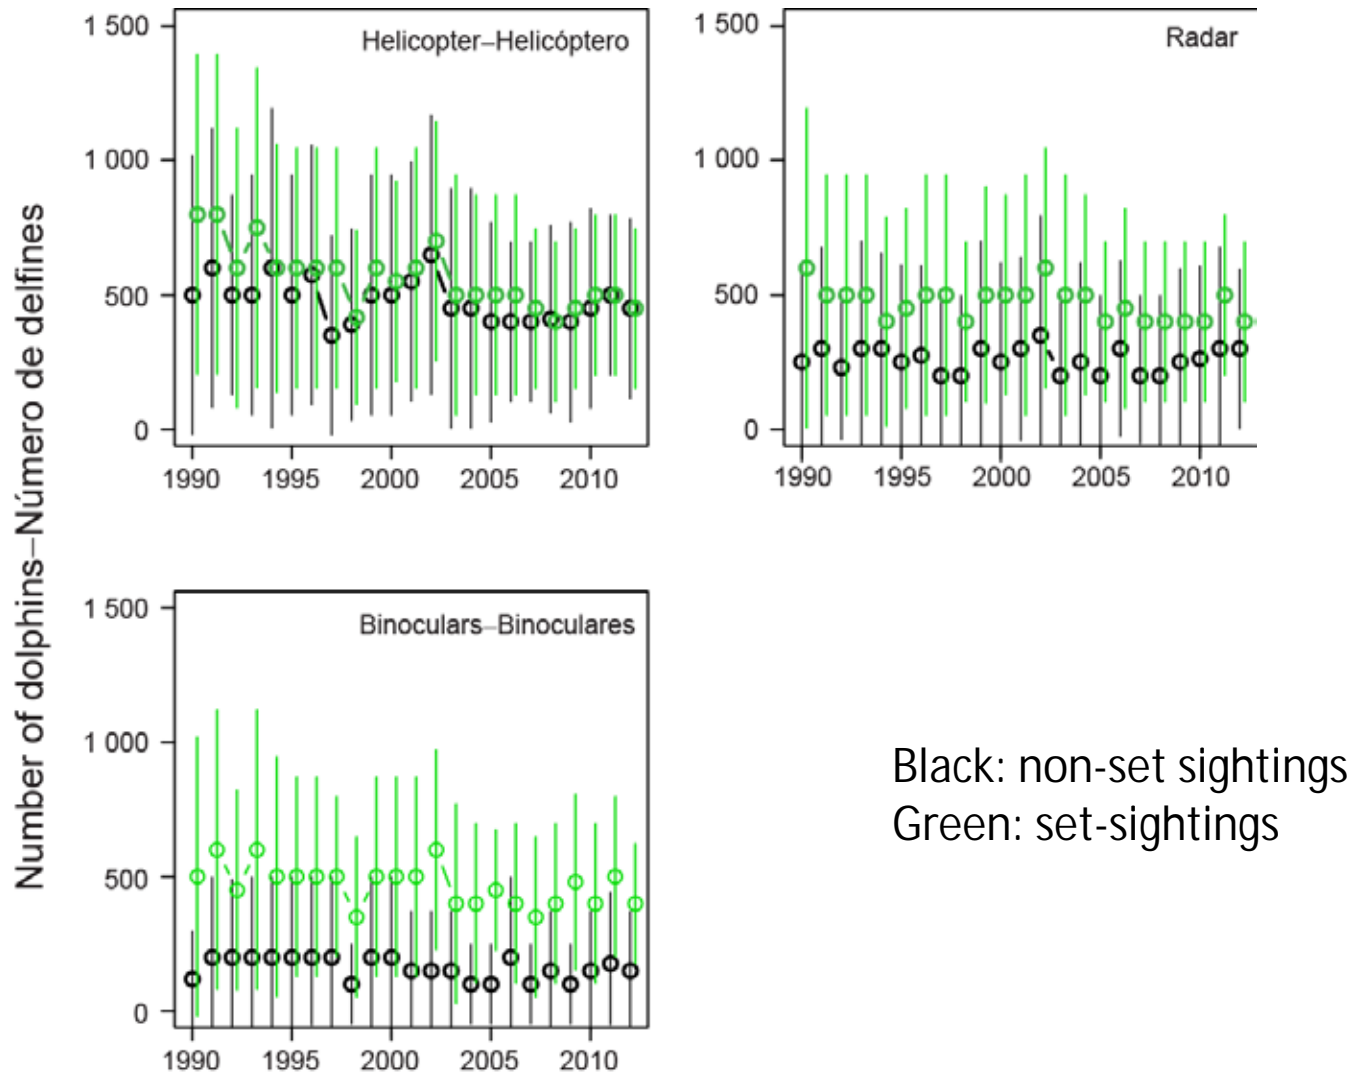 Number of dolphins–Número de delfines
Helicopter–Helicóptero
1 500
1 000
500
0
1990 1995 2000 2005 2010
Radar
1 500
1 000
500
0
1990 1995 2000 2005 2010
Binoculars–Binoculares
1 500
1 000
500
0
1990 1995 2000 2005 2010
Black: non-set sightings
Green: set-sightings